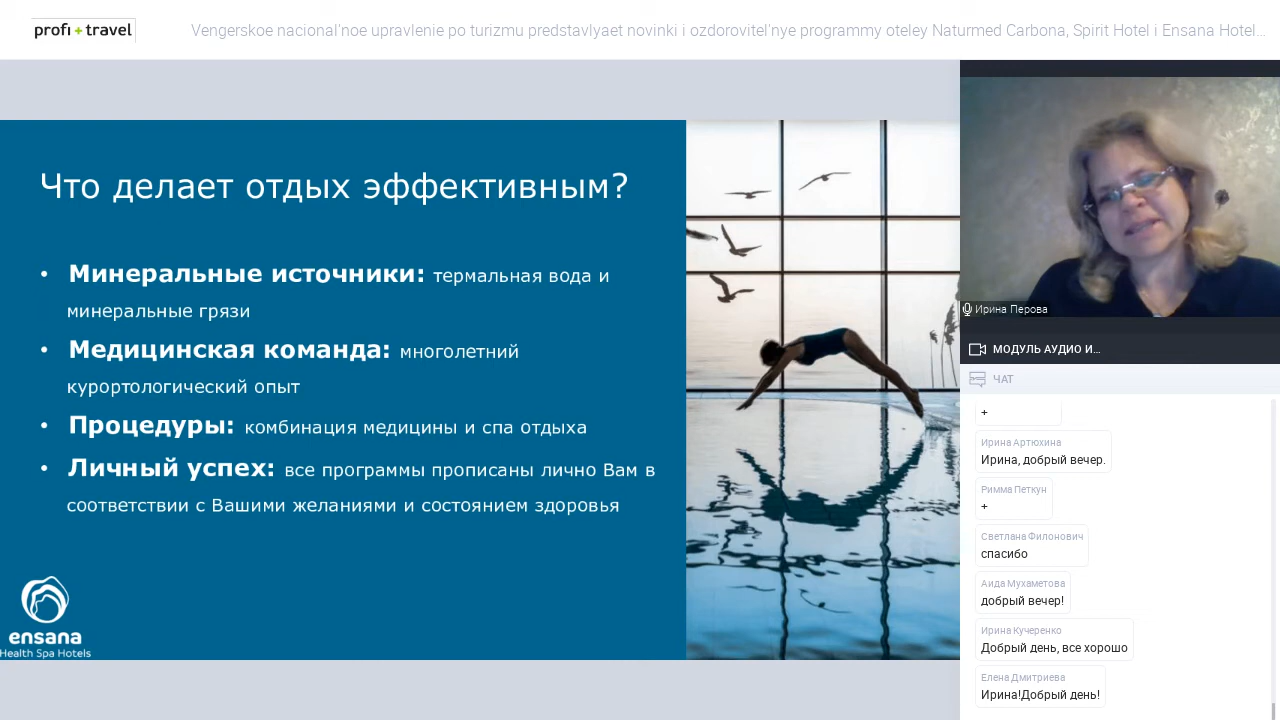 profi + travel
Vengerskoe nacional'noe upravlenie po turizmu predstavlyaet novinki i ozdorovitel'nye programmy oteley Naturmed Carbona, Spirit Hotel i Ensana Hotel...
Что делает отдых эффективным?
• Минеральные источники: термальная вода и
минеральные грязи
• Медицинская команда: многолетний
курортологический опыт
• Процедуры: комбинация медицины и спа отдыха
• Личный успех: все программы прописаны лично Вам в
соответствии с Вашими желаниями и состоянием здоровья
ensana
Health Spa Hotels
Ирина Перова
МОДУЛЬ АУДИО И...
ЧАТ
+
Ирина Артюхина
Ирина, добрый вечер.
Римма Петкун
+
Светлана Филонович
спасибо
Аида Мухаметова
добрый вечер!
Ирина Кучеренко
Добрый день, все хорошо
Елена Дмитриева
Ирина!Добрый день!